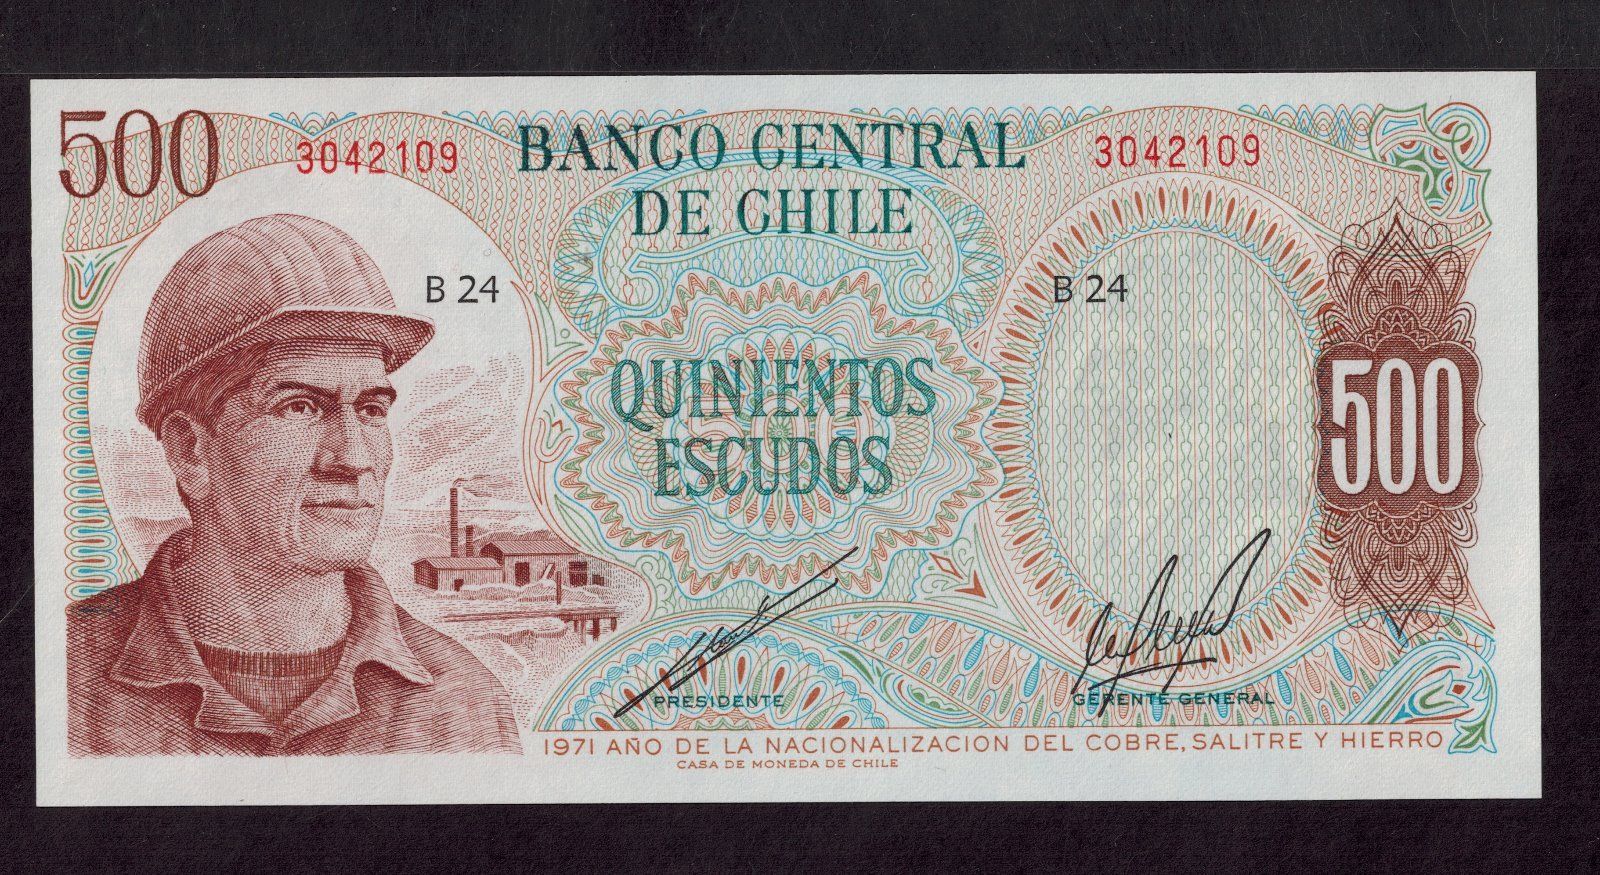 500
3042109
BANCO CENTRAL
DE CHILE
3042109
B 24
B 24
QUINIENTOS
ESCUDOS
500
PRESIDENTE
GERENTE GENERAL
1971 AÑO DE LA NACIONALIZACION DEL COBRE, SALITRE Y HIERRO
CASA DE MONEDA DE CHILE